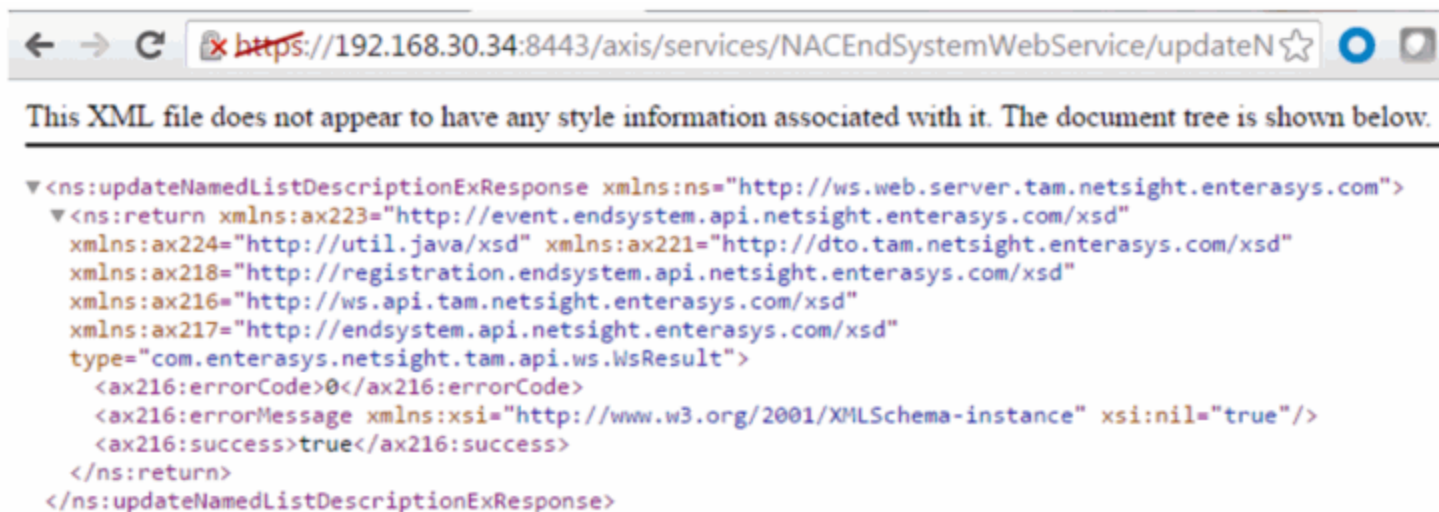 https://192.168.30.34:8443/axis/services/NACEndSystemWebService/updateN
This XML file does not appear to have any style information associated with it. The document tree is shown below.
▼<ns:updateNamedListDescriptionExResponse xmlns:ns="http://ws.web.server.tam.netsight.enterasys.com">
▼<ns:return xmlns:ax223="http://event.endsystem.api.netsight.enterasys.com/xsd"
xmlns:ax224="http://util.java/xsd" xmlns:ax221="http://dto.tam.netsight.enterasys.com/xsd"
xmlns:ax218="http://registration.endsystem.api.netsight.enterasys.com/xsd"
xmlns:ax216="http://ws.api.tam.netsight.enterasys.com/xsd"
xmlns:ax217="http://endsystem.api.netsight.enterasys.com/xsd"
type="com.enterasys.netsight.tam.api.ws.WsResult">
<ax216:errorCode>0</ax216:errorCode>
<ax216:errorMessage xmlns:xsi="http://www.w3.org/2001/XMLSchema-instance" xsi:nil="true"/>
<ax216:success>true</ax216:success>
</ns:return>
</ns:updateNamedListDescriptionExResponse>